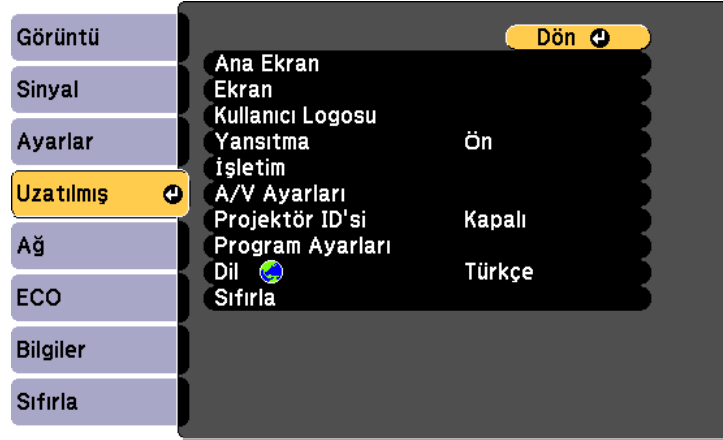 Görüntü
Sinyal
Ayarlar
Uzatılmış
Ağ
ECO
Bilgiler
Sıfırla
Dön
Ana Ekran
Ekran
Kullanıcı Logosu
Yansıtma Ön
İşletim
A/V Ayarları
Projektör ID'si Kapalı
Program Ayarları
Dil Türkçe
Sıfırla